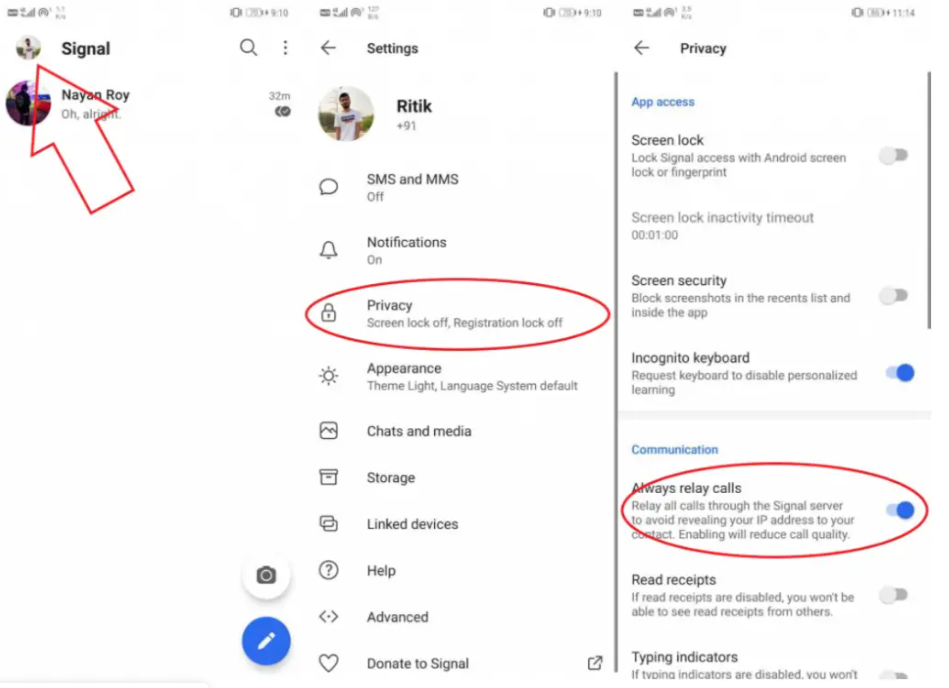 9:10
Signal
Nayan Roy
32m
Oh, alright.
9:10
Settings
Ritik
+91
SMS and MMS
Off
Notifications
On
Privacy
Screen lock off, Registration lock off
Appearance
Theme Light, Language System default
Chats and media
Storage
Linked devices
Help
Advanced
Donate to Signal
11:14
Privacy
App access
Screen lock
Lock Signal access with Android screen
lock or fingerprint
Screen lock inactivity timeout
00:01:00
Screen security
Block screenshots in the recents list and
inside the app
Incognito keyboard
Request keyboard to disable personalized
learning
Communication
Always relay calls
Relay all calls through the Signal server
to avoid revealing your IP address to your
contact. Enabling will reduce call quality.
Read receipts
If read receipts are disabled, you won't be
able to see read receipts from others.
Typing indicators
If typing indicators are disabled, you won't